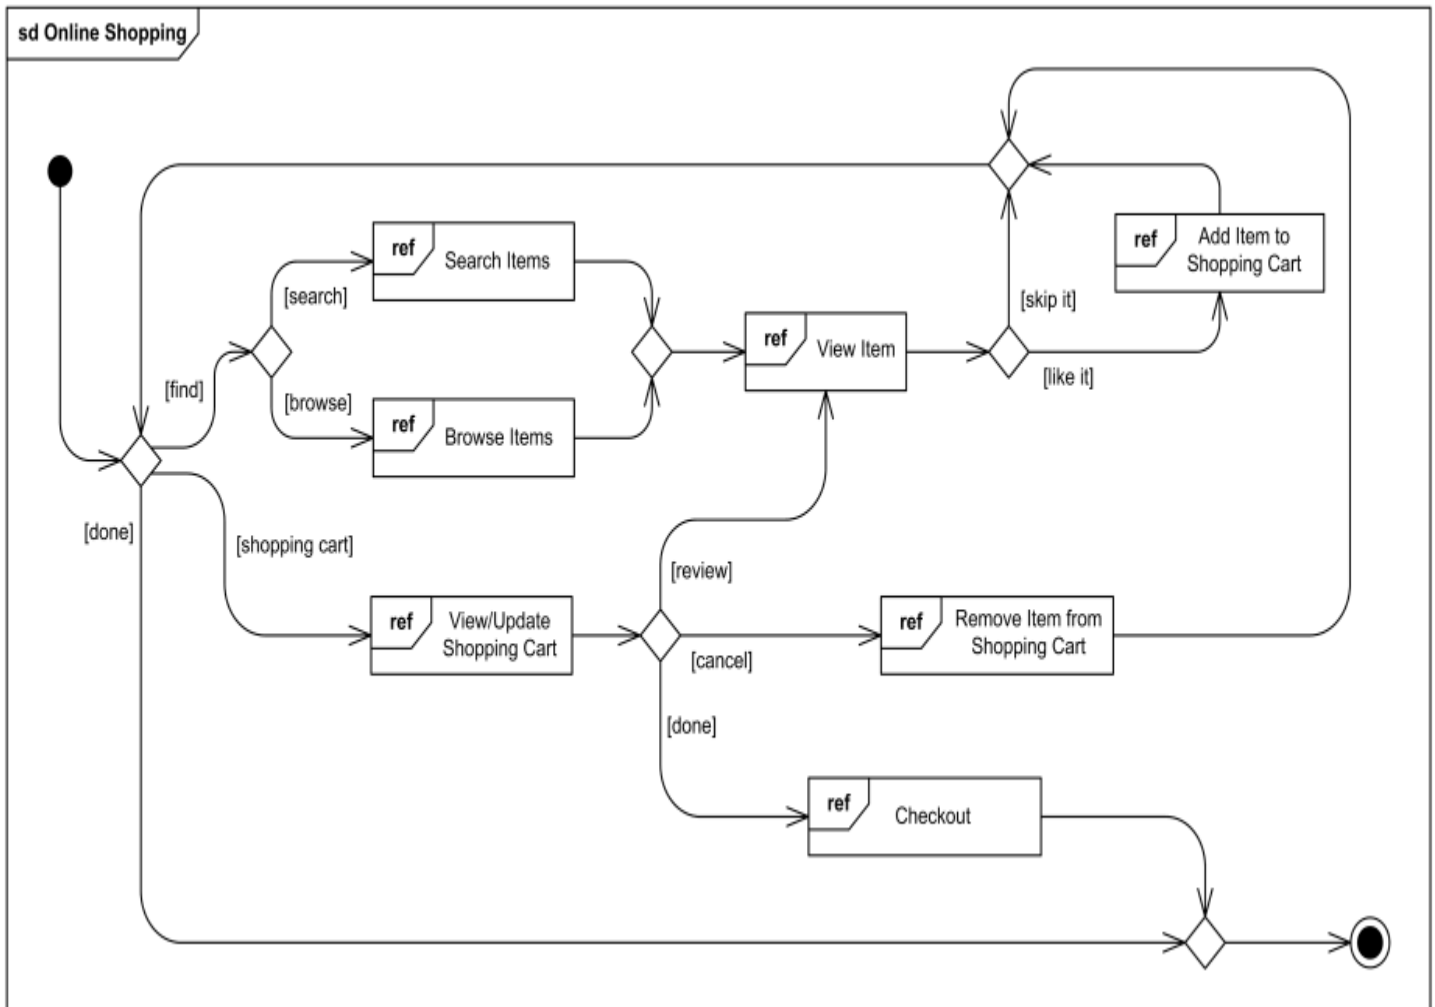 sd Online Shopping
ref
Search Items
[search]
ref
Add Item to
Shopping Cart
[skip it]
ref
View Item
[like it]
[find]
[browse]
ref
Browse Items
[done]
[shopping cart]
[review]
ref
View/Update
Shopping Cart
ref
Remove Item from
Shopping Cart
[cancel]
[done]
ref
Checkout